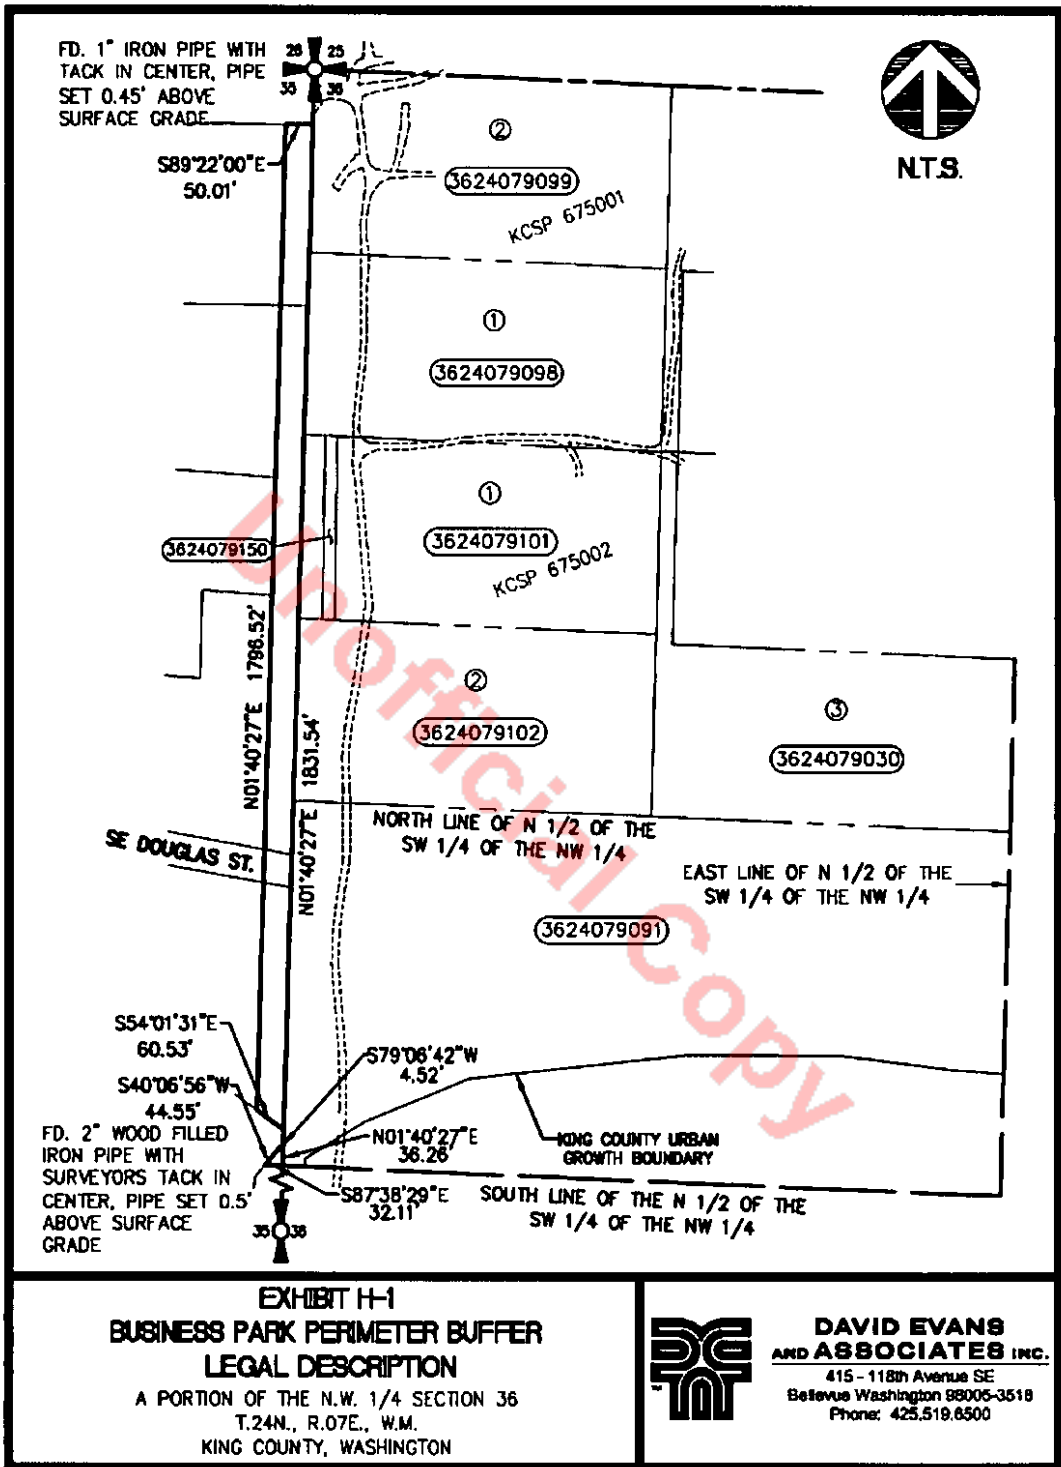 FD. 1" IRON PIPE WITH
TACK IN CENTER, PIPE
SET 0.45' ABOVE
SURFACE GRADE
26 25
35 36
S89°22'00"E
50.01'
N.T.S.
2
3624079099
KCSP 675001
1
3624079098
1
3624079101
KCSP 675002
3624079150
2
3624079102
3
3624079030
N01°40'27"E 1796.52'
N01°40'27"E 1831.54'
SE DOUGLAS ST.
NORTH LINE OF N 1/2 OF THE
SW 1/4 OF THE NW 1/4
EAST LINE OF N 1/2 OF THE
SW 1/4 OF THE NW 1/4
3624079091
S54°01'31"E
60.53'
S40°06'56"W
44.55'
S79°06'42"W
4.52'
N01°40'27"E
36.26'
S87°38'29"E
32.11'
KING COUNTY URBAN
GROWTH BOUNDARY
FD. 2" WOOD FILLED
IRON PIPE WITH
SURVEYORS TACK IN
CENTER, PIPE SET 0.5'
ABOVE SURFACE
GRADE
35 36
SOUTH LINE OF THE N 1/2 OF THE
SW 1/4 OF THE NW 1/4
Unofficial Copy
EXHIBIT H-1
BUSINESS PARK PERIMETER BUFFER
LEGAL DESCRIPTION
A PORTION OF THE N.W. 1/4 SECTION 36
T.24N., R.07E., W.M.
KING COUNTY, WASHINGTON
DAVID EVANS
AND ASSOCIATES INC.
415 - 118th Avenue SE
Bellevue Washington 98005-3518
Phone: 425.519.6500